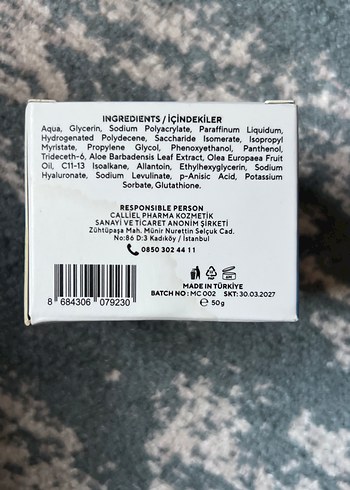 INGREDIENTS / İÇİNDEKİLER
Aqua, Glycerin, Sodium Polyacrylate, Paraffinum Liquidum,
Hydrogenated Polydecene, Saccharide Isomerate, Isopropyl
Myristate, Propylene Glycol, Phenoxyethanol, Panthenol,
Trideceth-6, Aloe Barbadensis Leaf Extract, Olea Europaea Fruit
Oil, C11-13 Isoalkane, Allantoin, Ethylhexyglycerin, Sodium
Hyaluronate, Sodium Levulinate, p-Anisic Acid, Potassium
Sorbate, Glutathione.
RESPONSIBLE PERSON
CALLIEL PHARMA KOZMETİK
SANAYİ VE TİCARET ANONİM ŞİRKETİ
Zühtüpaşa Mah. Münir Nurettin Selçuk Cad.
No:86 D:3 Kadıköy / İstanbul
0850 302 44 11
8 684306 079230
MADE IN TÜRKİYE
BATCH NO: MC 002 SKT: 30.03.2027
℮ 50g